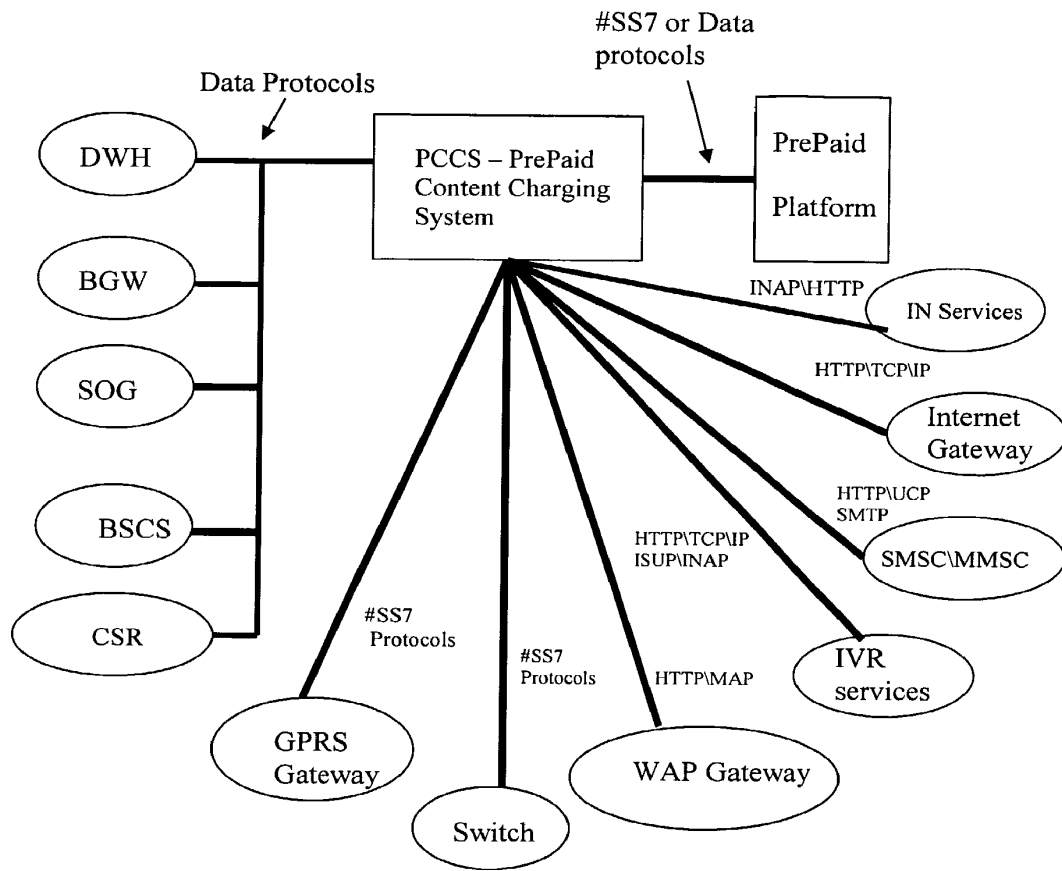 #SS7 or Data
protocols
Data Protocols
DWH
PCCS – PrePaid
Content Charging
System
PrePaid
Platform
BGW
INAP\HTTP
IN Services
SOG
HTTP\TCP\IP
Internet
Gateway
HTTP\UCP
SMTP
BSCS
HTTP\TCP\IP
ISUP\INAP
SMSC\MMSC
CSR
#SS7
Protocols
#SS7
Protocols
HTTP\MAP
IVR
services
GPRS
Gateway
WAP Gateway
Switch